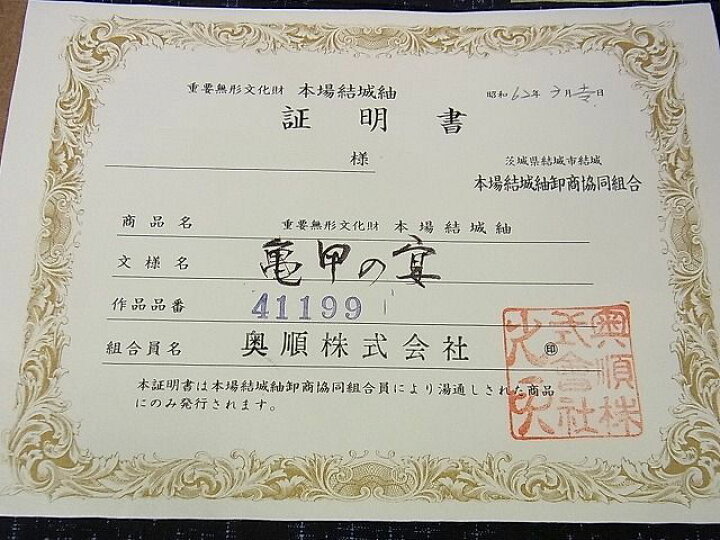 重要無形文化財 本場結城紬
昭和62年 月 日
証明書
様
茨城県結城市結城
本場結城紬卸商協同組合
商品名 重要無形文化財 本場結城紬
文様名 亀甲の宴
作品品番 41199
組合員名 奥順株式会社 ㊞
奥順株式会社
本証明書は本場結城紬卸商協同組合員により湯通しされた商品
にのみ発行されます。